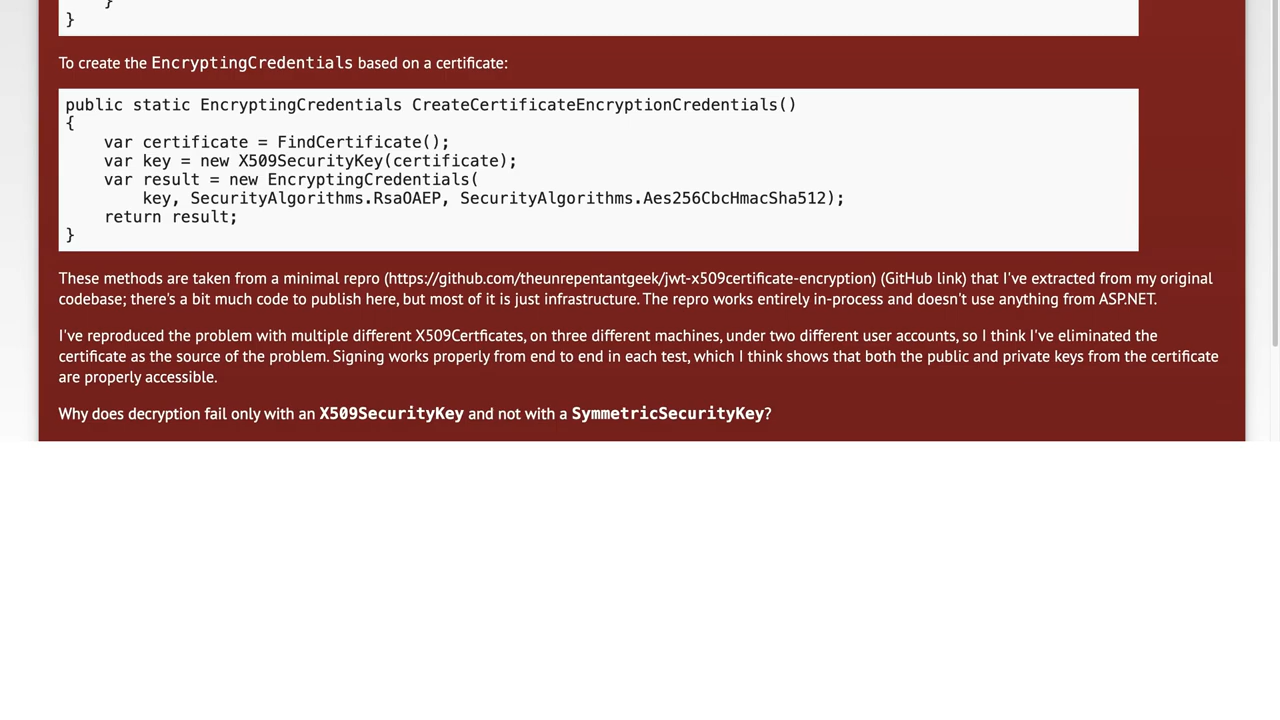 }
}
To create the EncryptingCredentials based on a certificate:
public static EncryptingCredentials CreateCertificateEncryptionCredentials()
{
    var certificate = FindCertificate();
    var key = new X509SecurityKey(certificate);
    var result = new EncryptingCredentials(
        key, SecurityAlgorithms.RsaOAEP, SecurityAlgorithms.Aes256CbcHmacSha512);
    return result;
}
These methods are taken from a minimal repro (https://github.com/theunrepentantgeek/jwt-x509certificate-encryption) (GitHub link) that I've extracted from my original
codebase; there's a bit much code to publish here, but most of it is just infrastructure. The repro works entirely in-process and doesn't use anything from ASP.NET.
I've reproduced the problem with multiple different X509Certficates, on three different machines, under two different user accounts, so I think I've eliminated the
certificate as the source of the problem. Signing works properly from end to end in each test, which I think shows that both the public and private keys from the certificate
are properly accessible.
Why does decryption fail only with an X509SecurityKey and not with a SymmetricSecurityKey?